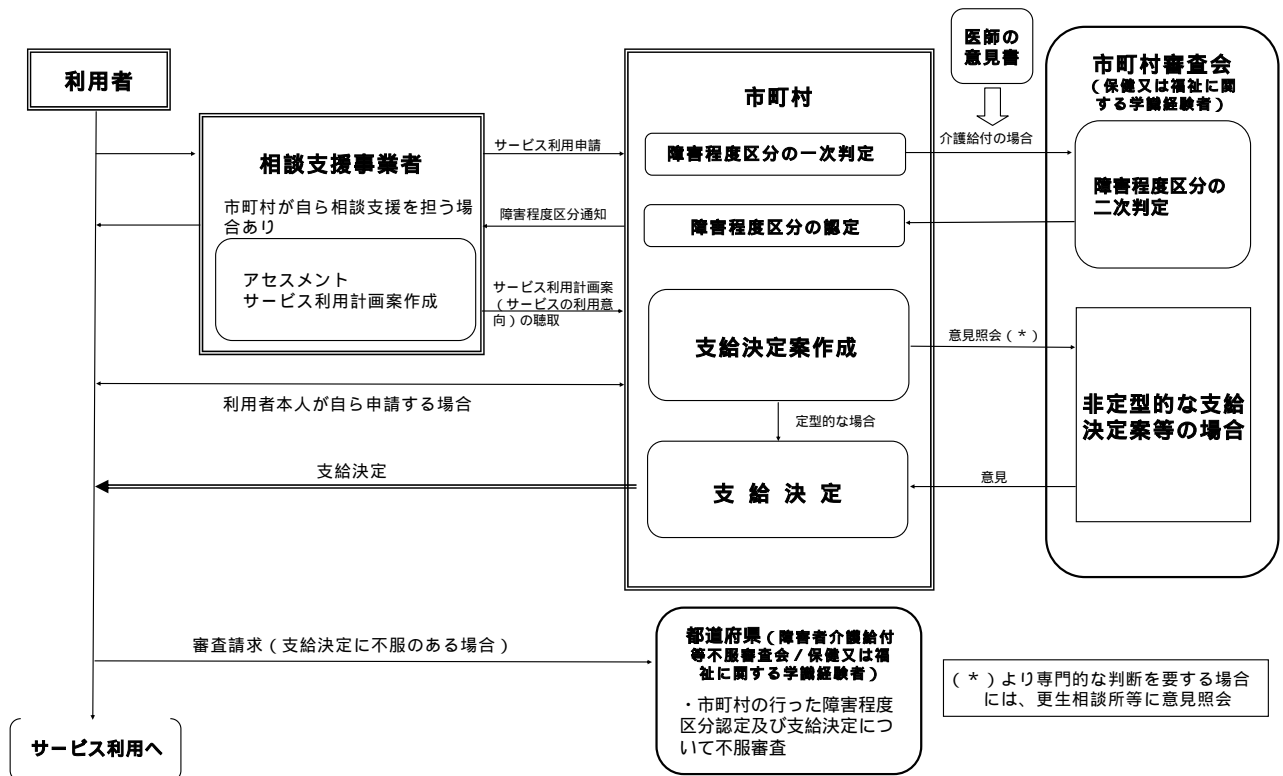 利用者
相談支援事業者
市町村が自ら相談支援を担う場
合あり
アセスメント
サービス利用計画案作成
サービス利用申請
障害程度区分通知
サービス利用計画案
（サービスの利用意
向）の聴取
利用者本人が自ら申請する場合
支給決定
市町村
障害程度区分の一次判定
障害程度区分の認定
支給決定案作成
定型的な場合
支 給 決 定
医師の
意見書
介護給付の場合
意見照会（*）
意見
市町村審査会
（保健又は福祉に関
する学識経験者）
障害程度区分の
二次判定
非定型的な支給
決定案等の場合
審査請求（支給決定に不服のある場合）
都道府県（障害者介護給付
等不服審査会／保健又は福
祉に関する学識経験者）
・市町村の行った障害程度
区分認定及び支給決定につ
いて不服審査
（*）より専門的な判断を要する場合
には、更生相談所等に意見照会
サービス利用へ